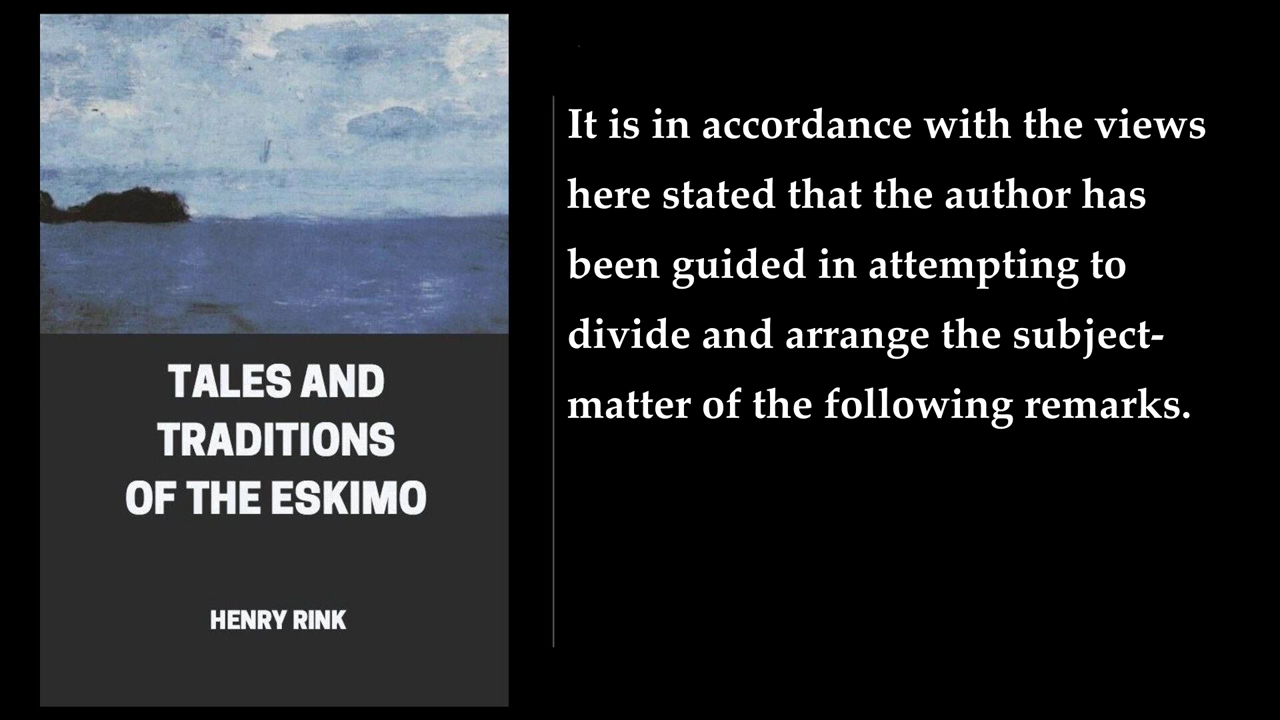 TALES AND
TRADITIONS
OF THE ESKIMO
HENRY RINK
It is in accordance with the views
here stated that the author has
been guided in attempting to
divide and arrange the subject-
matter of the following remarks.